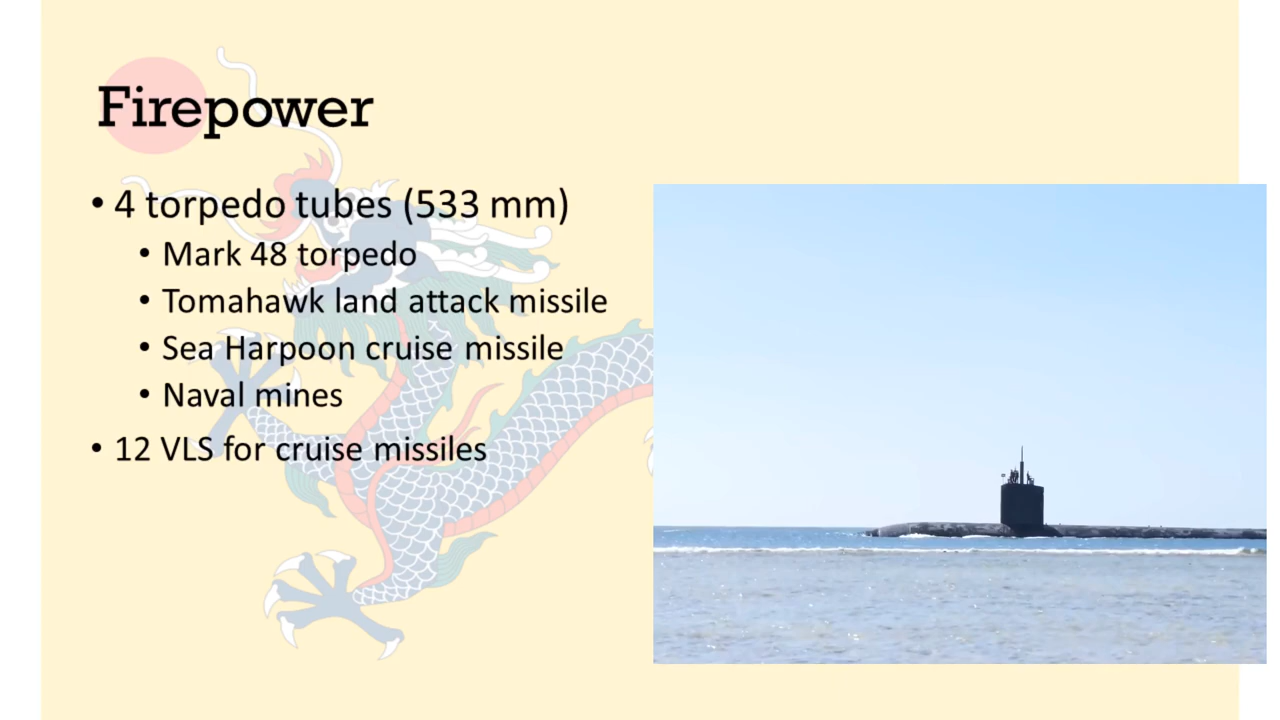 Firepower
• 4 torpedo tubes (533 mm)
• Mark 48 torpedo
• Tomahawk land attack missile
• Sea Harpoon cruise missile
• Naval mines
• 12 VLS for cruise missiles